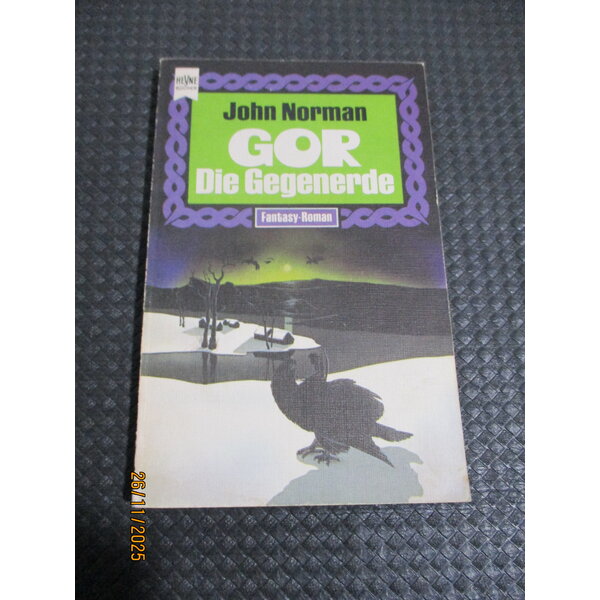 HEYNE
BÜCHER
John Norman
GOR
Die Gegenerde
Fantasy-Roman
26/11/2025